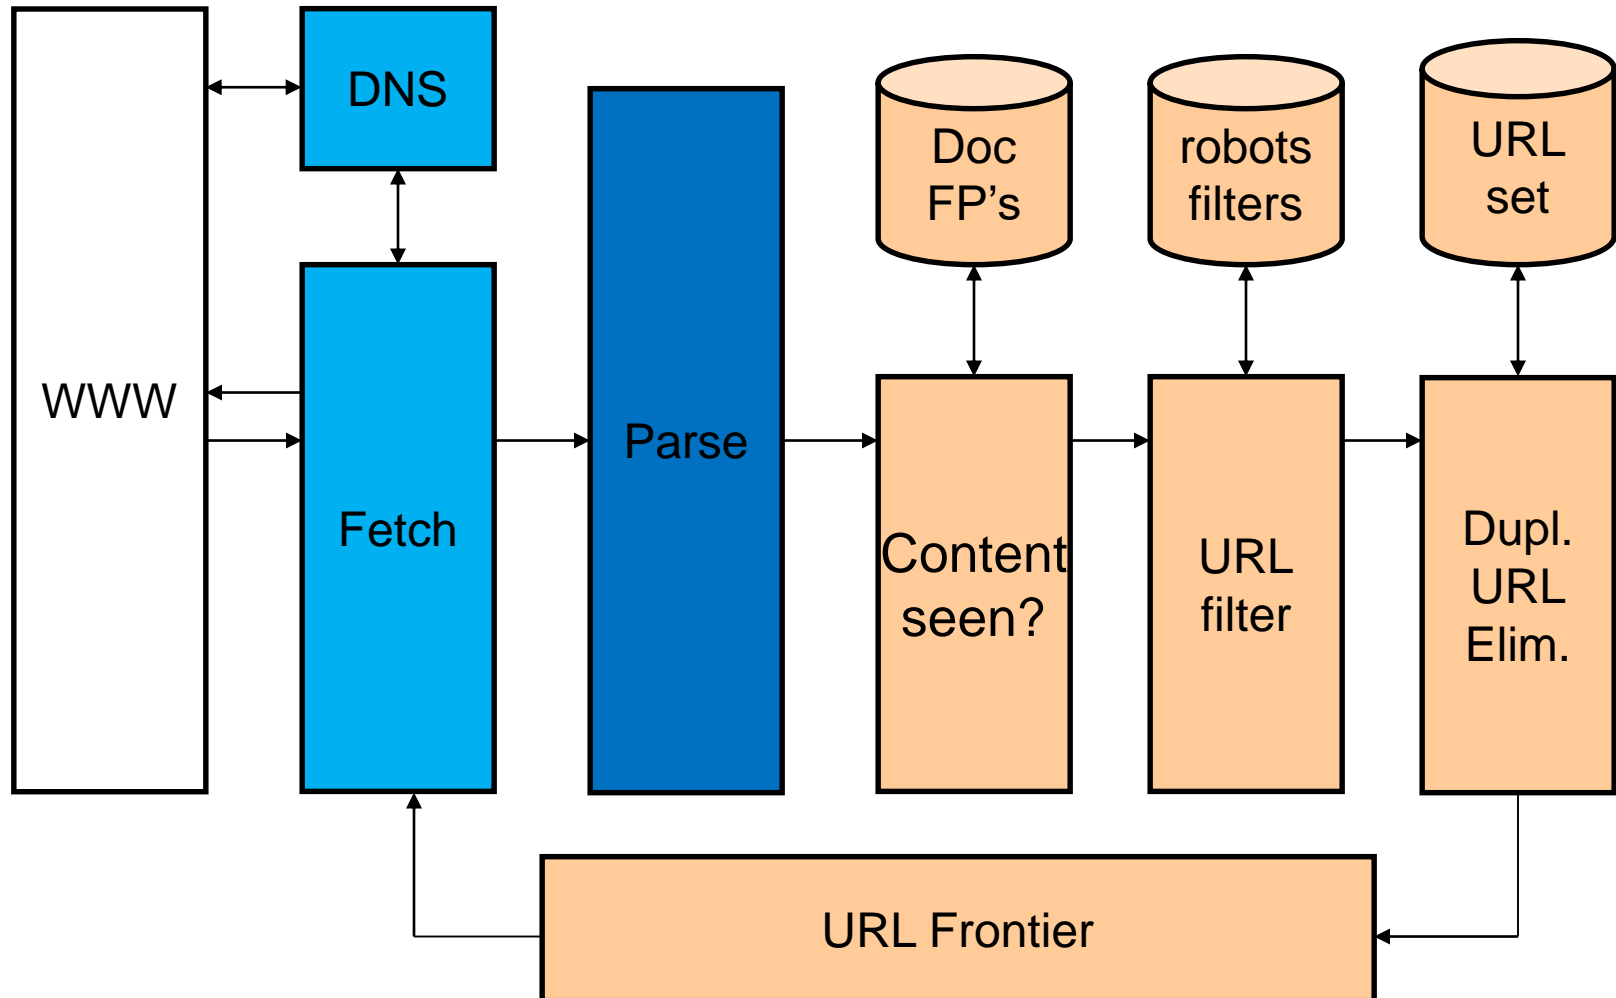 WWW
DNS
Fetch
Parse
Doc
FP’s
Content
seen?
robots
filters
URL
filter
URL
set
Dupl.
URL
Elim.
URL Frontier